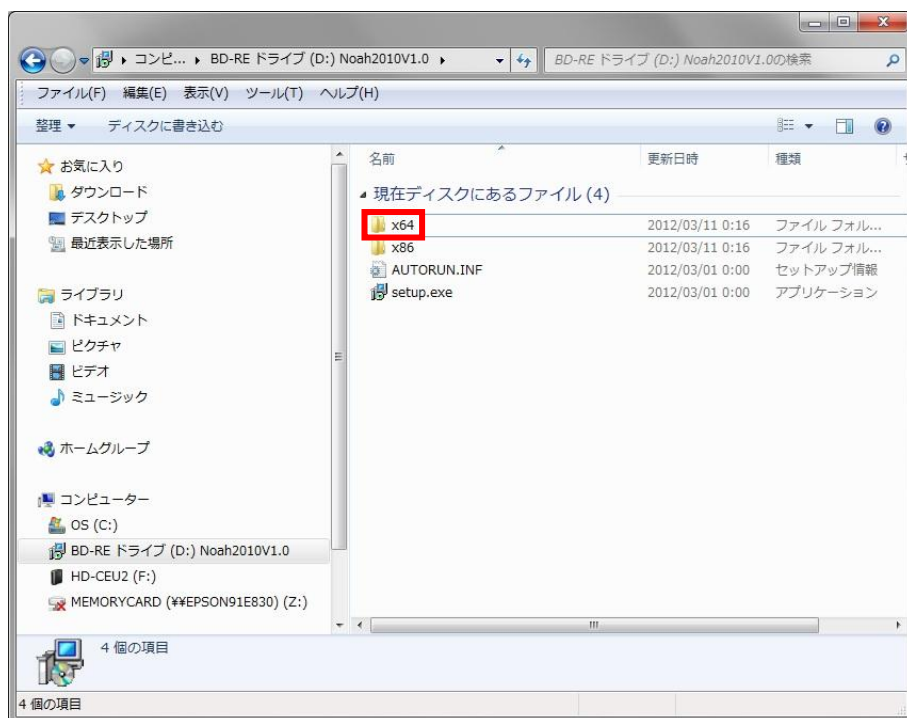 コンピ... BD-RE ドライブ (D:) Noah2010V1.0
BD-RE ドライブ (D:) Noah2010V1.0の検索
ファイル(F) 編集(E) 表示(V) ツール(T) ヘルプ(H)
整理 ディスクに書き込む
お気に入り
ダウンロード
デスクトップ
最近表示した場所
ライブラリ
ドキュメント
ピクチャ
ビデオ
ミュージック
ホームグループ
コンピューター
OS (C:)
BD-RE ドライブ (D:) Noah2010V1.0
HD-CEU2 (F:)
MEMORYCARD (¥¥EPSON91E830) (Z:)
名前 更新日時 種類
現在ディスクにあるファイル (4)
x64 2012/03/11 0:16 ファイル フォル...
x86 2012/03/11 0:16 ファイル フォル...
AUTORUN.INF 2012/03/01 0:00 セットアップ情報
setup.exe 2012/03/01 0:00 アプリケーション
4 個の項目
4 個の項目